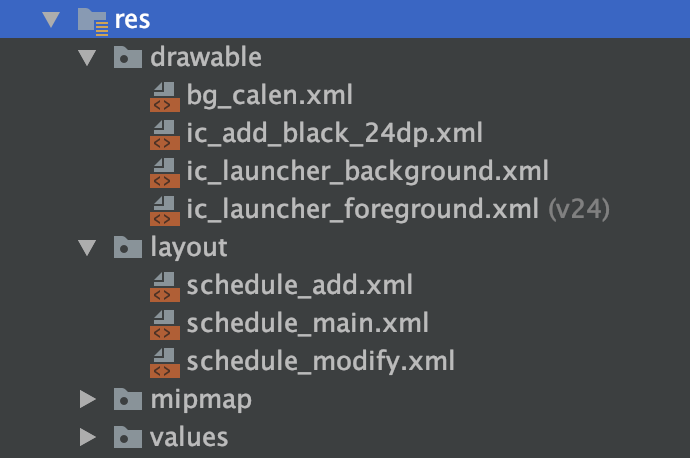 res
drawable
bg_calen.xml
ic_add_black_24dp.xml
ic_launcher_background.xml
ic_launcher_foreground.xml (v24)
layout
schedule_add.xml
schedule_main.xml
schedule_modify.xml
mipmap
values